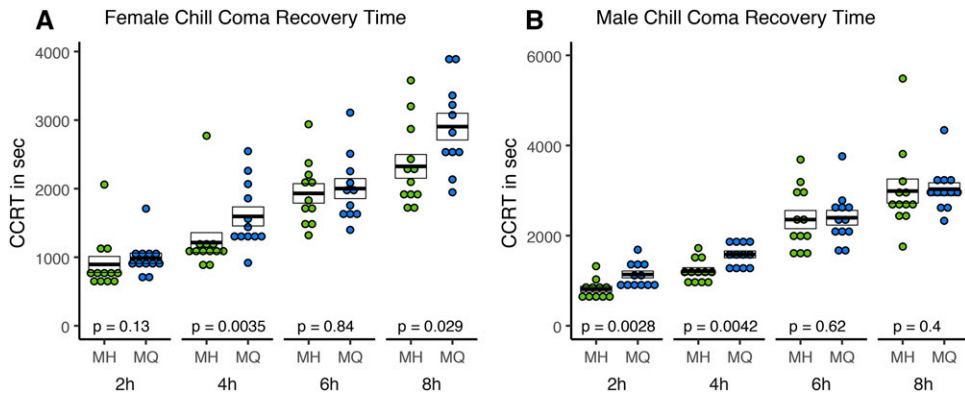 A Female Chill Coma Recovery Time
CCRT in sec
4000
3000
2000
1000
0
p = 0.13 p = 0.0035 p = 0.84 p = 0.029
MH MQ MH MQ MH MQ MH MQ
2h 4h 6h 8h
B Male Chill Coma Recovery Time
CCRT in sec
6000
4000
2000
0
p = 0.0028 p = 0.0042 p = 0.62 p = 0.4
MH MQ MH MQ MH MQ MH MQ
2h 4h 6h 8h